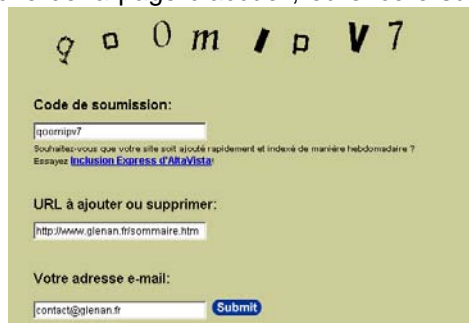 q o 0 m i p V 7
Code de soumission:
qoomipv7
Souhaitez-vous que votre site soit ajouté rapidement et indexé de manière hebdomadaire ?
Essayez Inclusion Express d'AltaVista!
URL à ajouter ou supprimer:
http://www.glenan.fr/sommaire.htm
Votre adresse e-mail:
contact@glenan.fr Submit